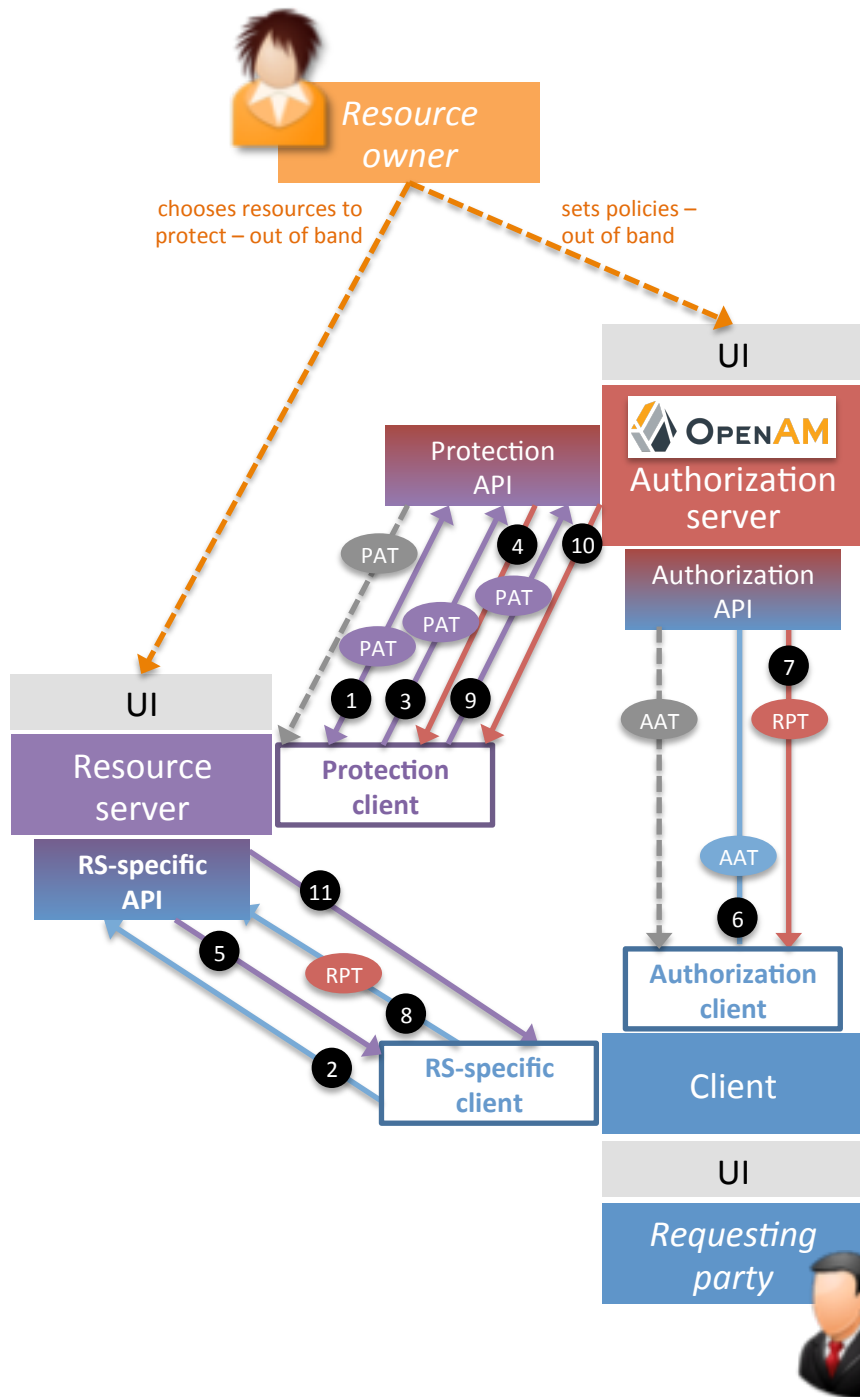 Resource
owner
chooses resources to
protect – out of band
sets policies –
out of band
UI
OPENAM
Authorization
server
Protection
API
Authorization
API
PAT
4
10
PAT
PAT
PAT
1
3
9
7
AAT
RPT
AAT
6
UI
Resource
server
Protection
client
RS-specific
API
11
5
RPT
8
2
RS-specific
client
Authorization
client
Client
UI
Requesting
party